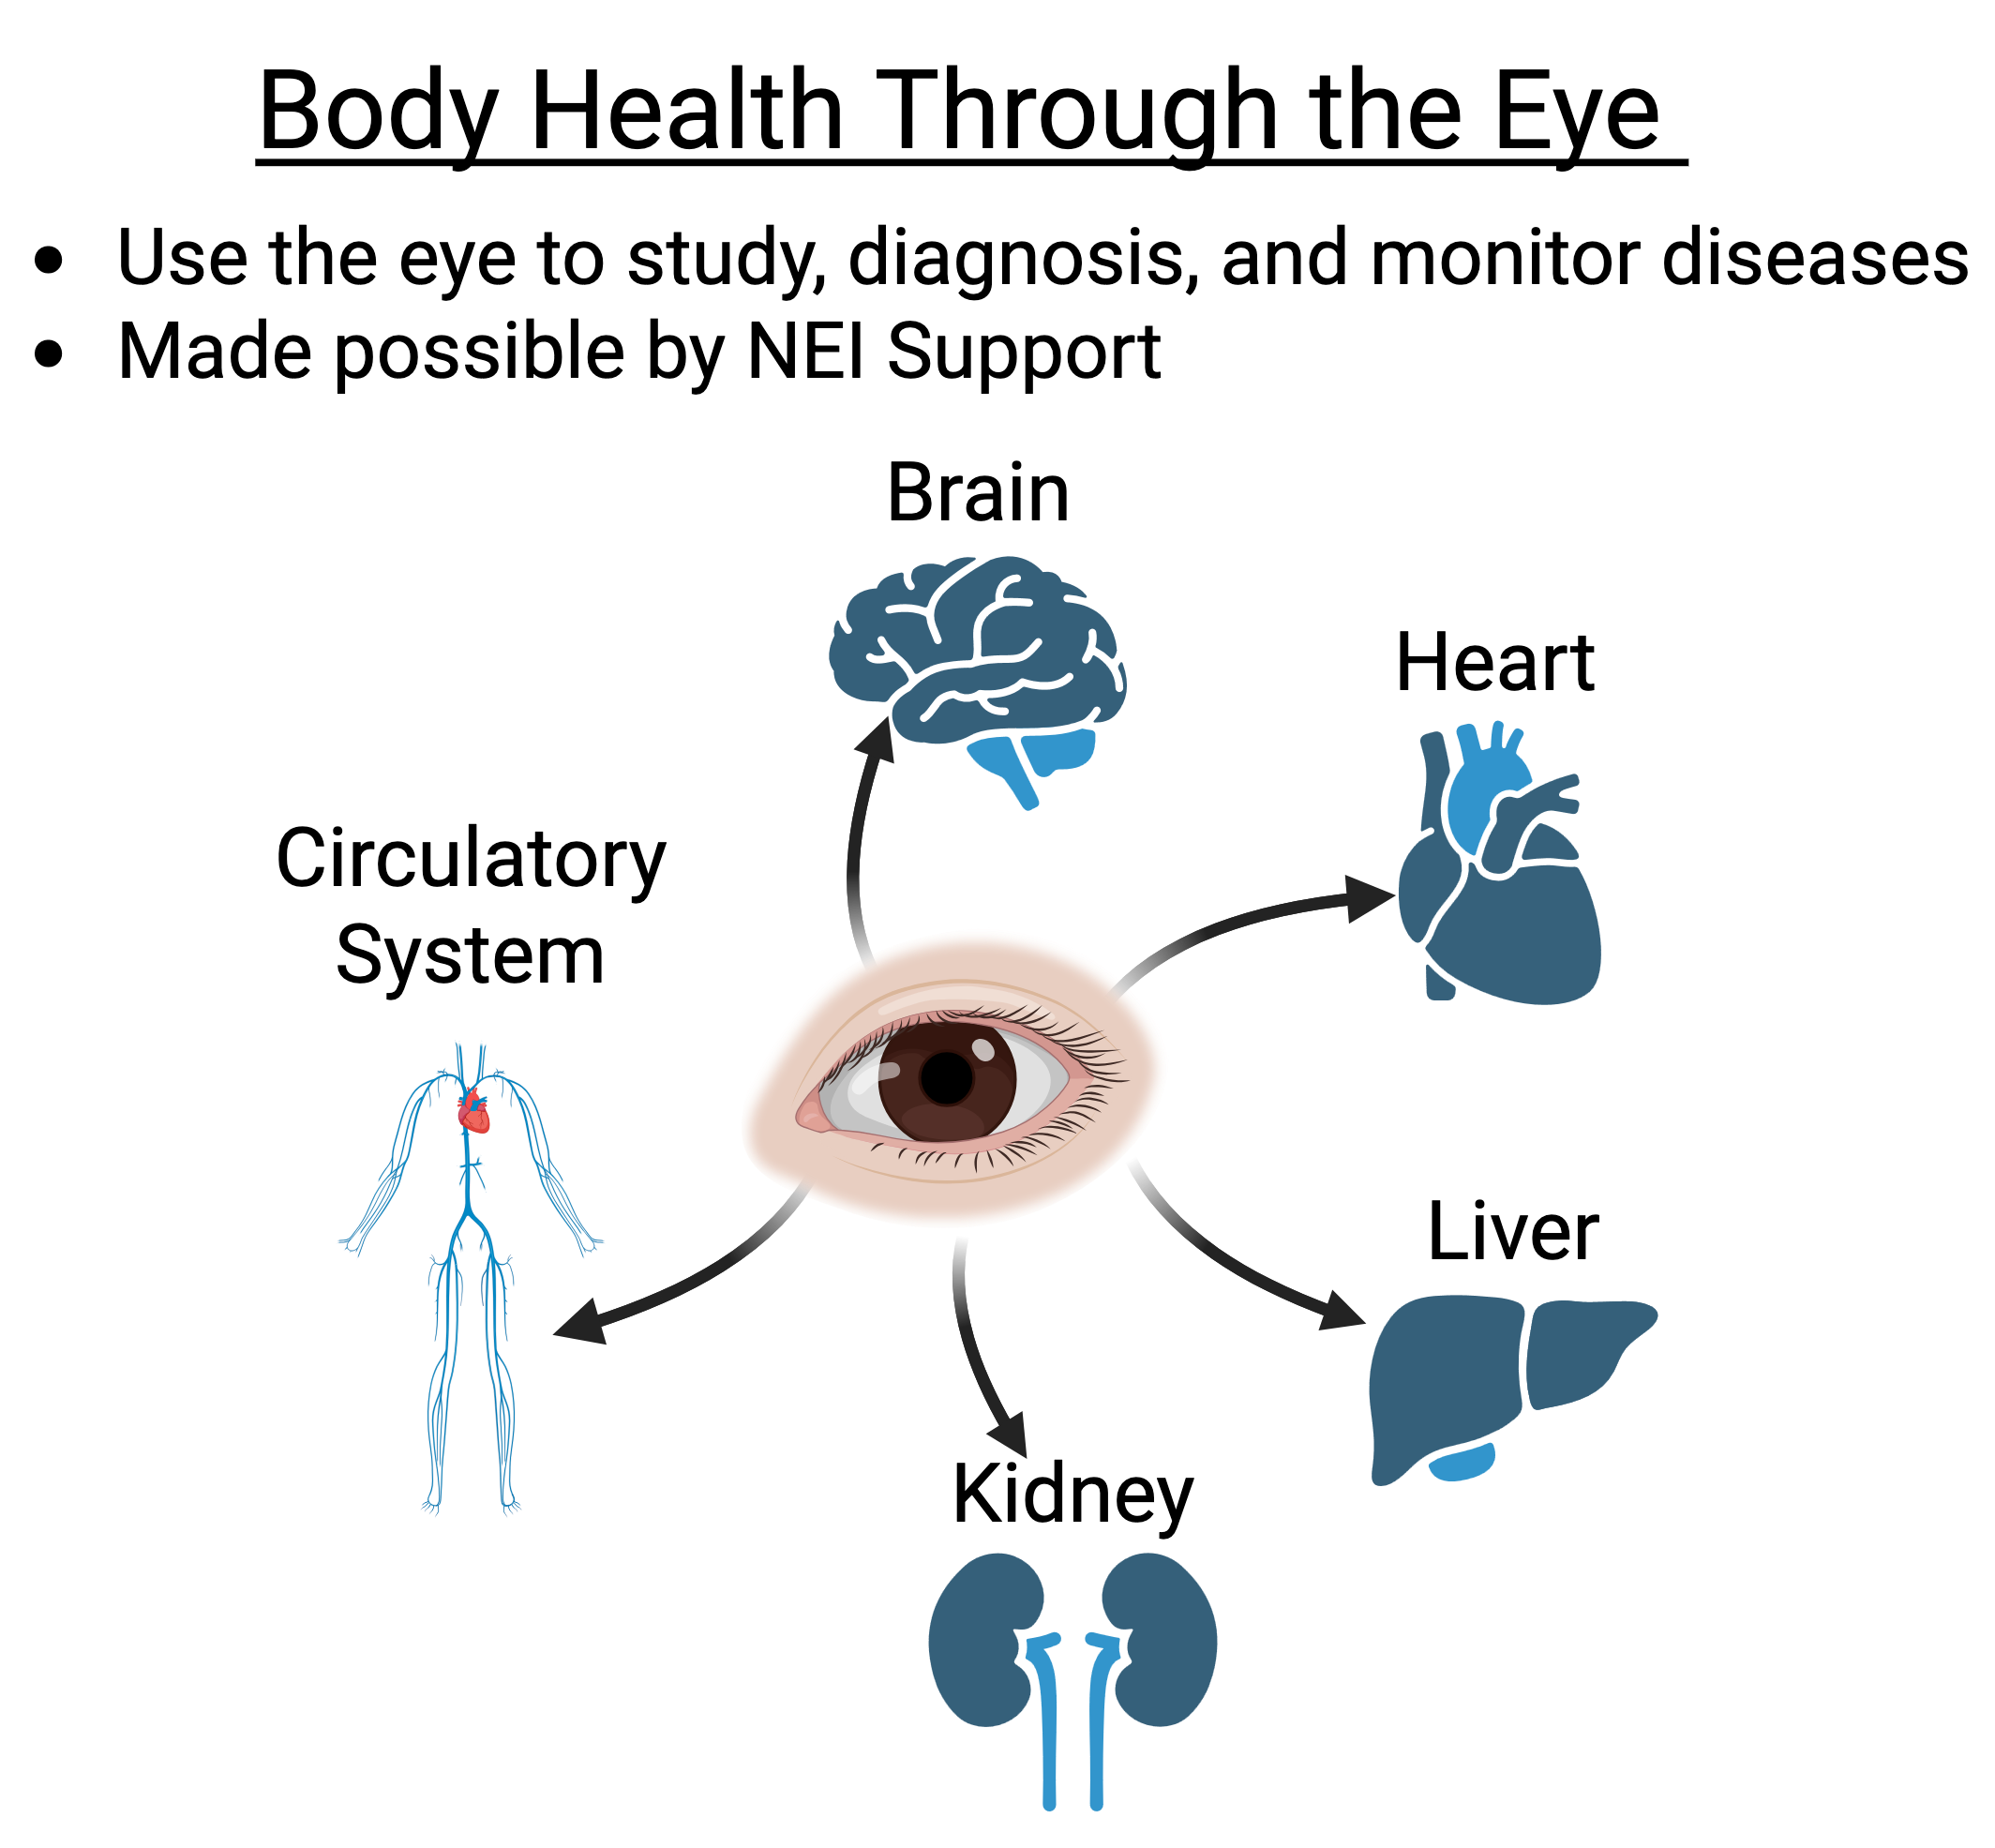 Body Health Through the Eye
• Use the eye to study, diagnosis, and monitor diseases
• Made possible by NEI Support
Brain
Heart
Circulatory
System
Liver
Kidney